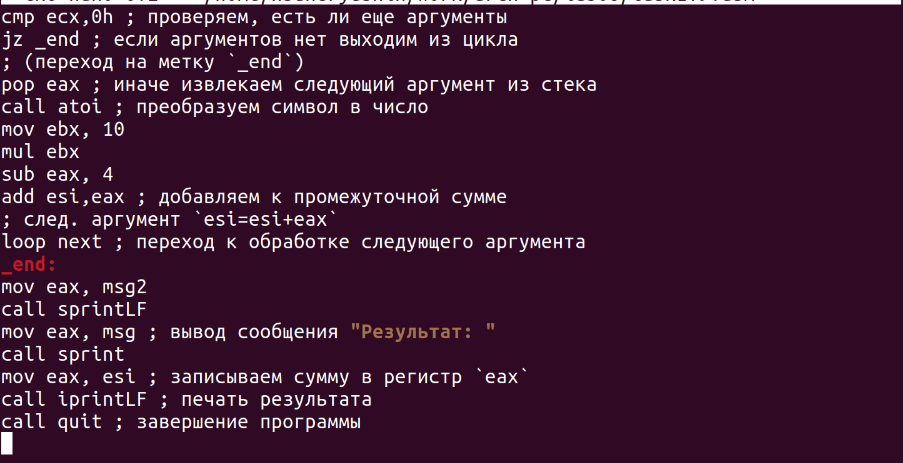 cmp ecx,0h ; проверяем, есть ли еще аргументы
jz _end ; если аргументов нет выходим из цикла
; (переход на метку `_end`)
pop eax ; иначе извлекаем следующий аргумент из стека
call atoi ; преобразуем символ в число
mov ebx, 10
mul ebx
sub eax, 4
add esi,eax ; добавляем к промежуточной сумме
; след. аргумент `esi=esi+eax`
loop next ; переход к обработке следующего аргумента
_end:
mov eax, msg2
call sprintLF
mov eax, msg ; вывод сообщения "Результат: "
call sprint
mov eax, esi ; записываем сумму в регистр `eax`
call iprintLF ; печать результата
call quit ; завершение программы